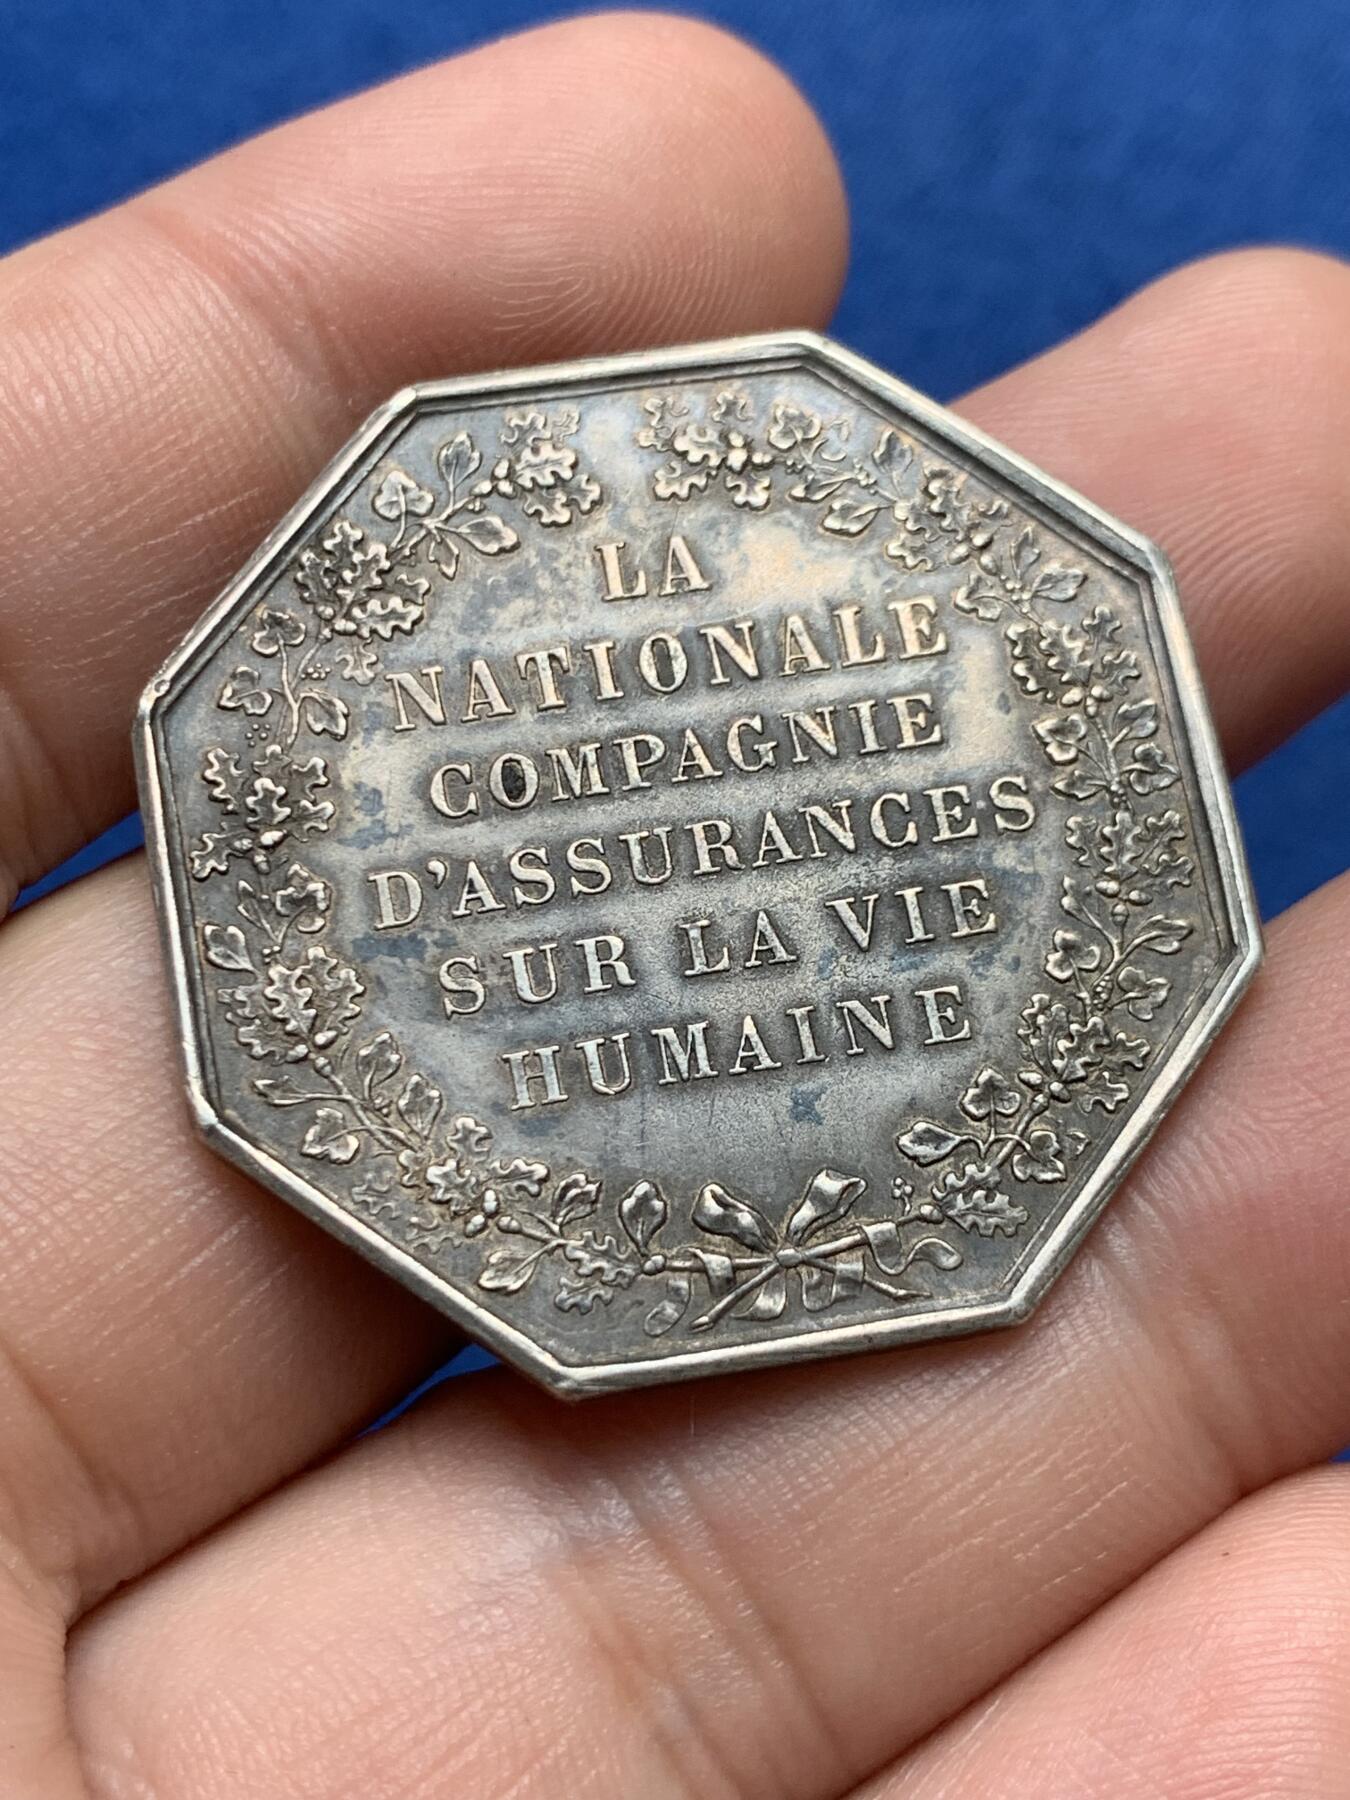 LA
NATIONALE
COMPAGNIE
D'ASSURANCES
SUR LA VIE
HUMAINE